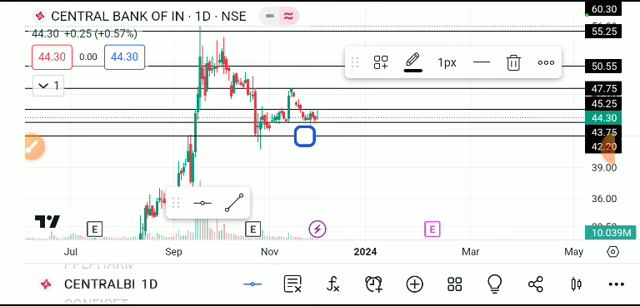 CENTRAL BANK OF IN · 1D · NSE
44.30 +0.25 (+0.57%)
44.30 0.00 44.30
1
1px
60.30
55.25
50.55
47.75
45.25
44.30
43.75
42.20
39.00
36.00
10.039M
E E E
Jul Sep Nov 2024 Mar May
CENTRALBI 1D